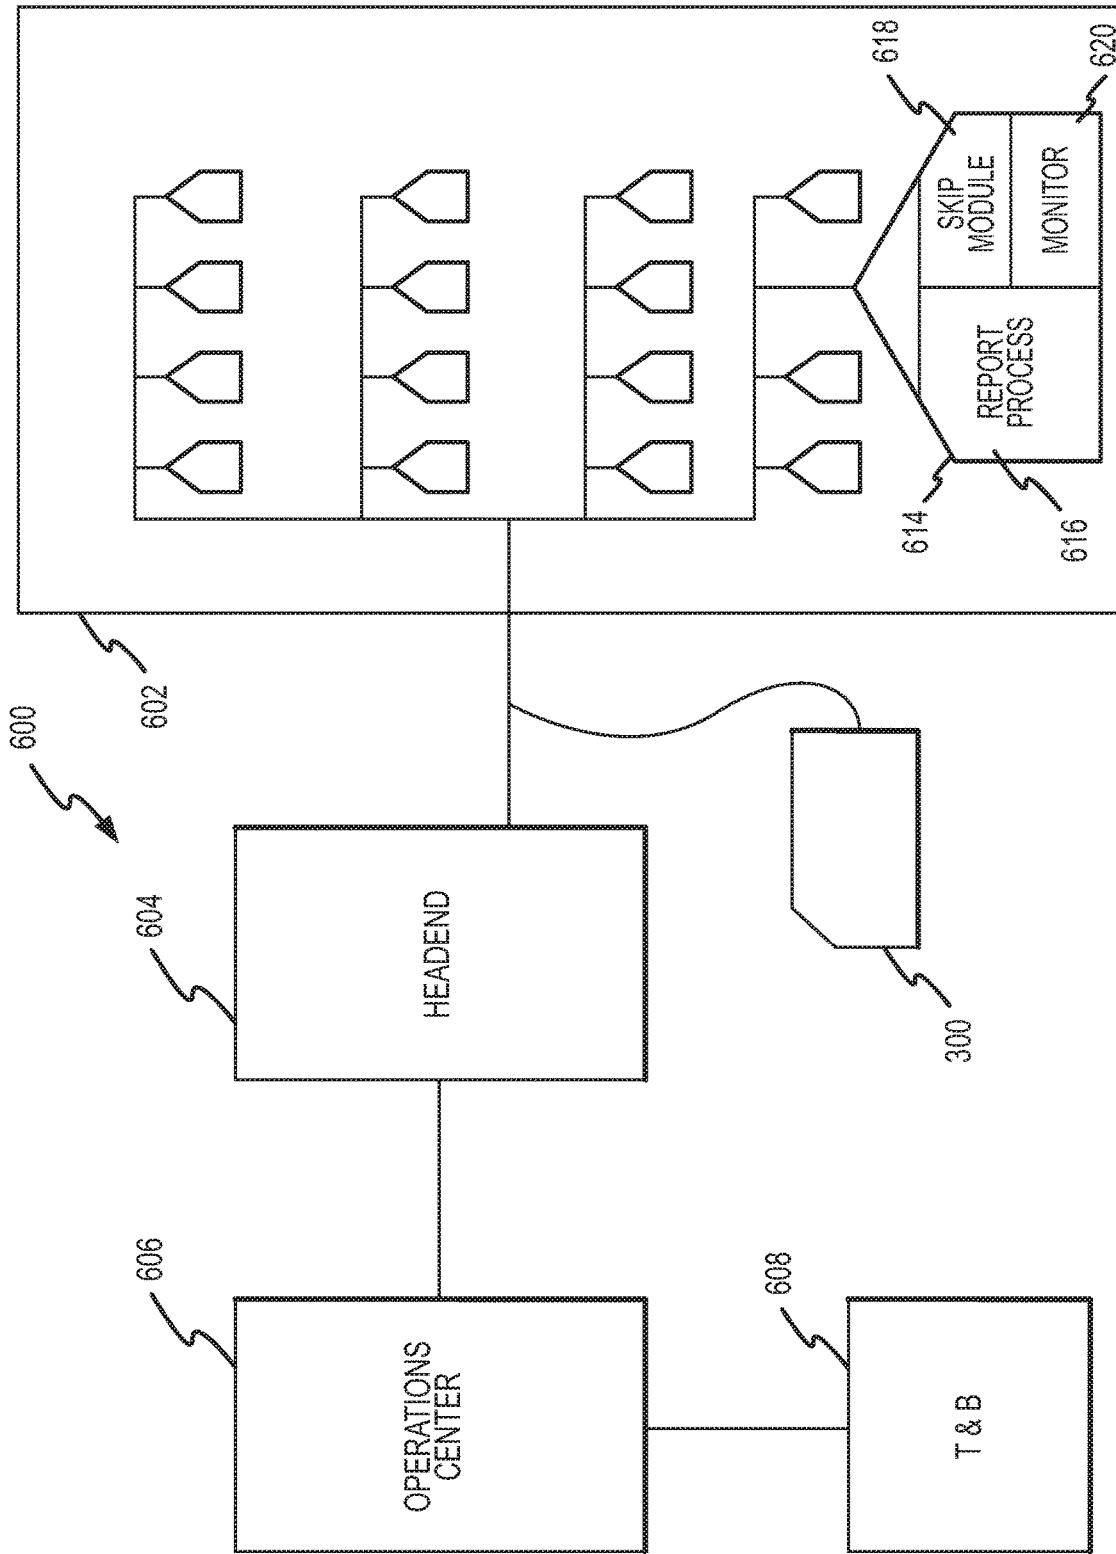 600
602
604
606
608
300
OPERATIONS
CENTER
HEADEND
T & B
614
616
618
620
REPORT
PROCESS
SKIP
MODULE
MONITOR